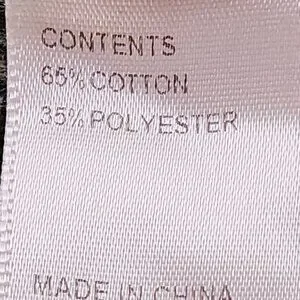 CONTENTS
65% COTTON
35% POLYESTER
MADE IN CHINA